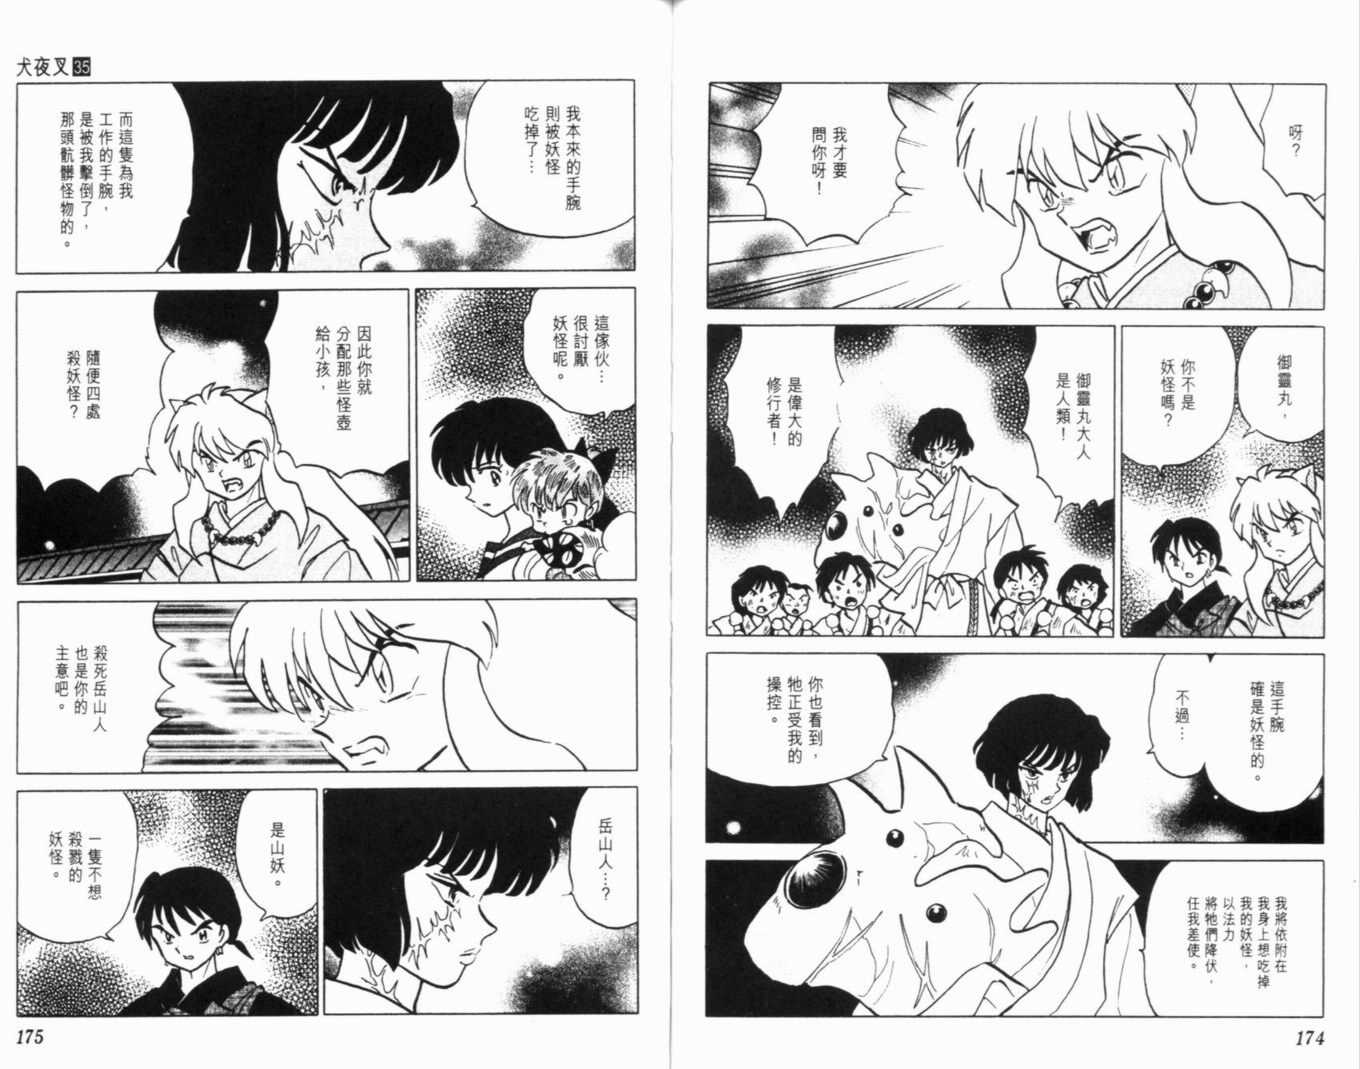 呀？
我才要
問你呀！
御靈丸，
你不是
妖怪嗎？
御靈丸大人
是人類！
是偉大的
修行者！
這手腕
確是妖怪的。
不過…
你也看到，
牠正受我的
操控。
我將依附在
我身上想吃掉
我的妖怪，
以法力
將牠們降伏，
任我差使。
174
犬夜叉35
我本來的手腕
則被妖怪
吃掉了…
而這隻為我
工作的手腕，
是被我擊倒了，
那頭骯髒怪物的。
這傢伙…
很討厭
妖怪呢。
因此你就
分配那些怪壺
給小孩，
隨便四處
殺妖怪？
殺死岳山人
也是你的
主意吧。
岳山人…？
是山妖。
一隻不想
殺戮的
妖怪。
175